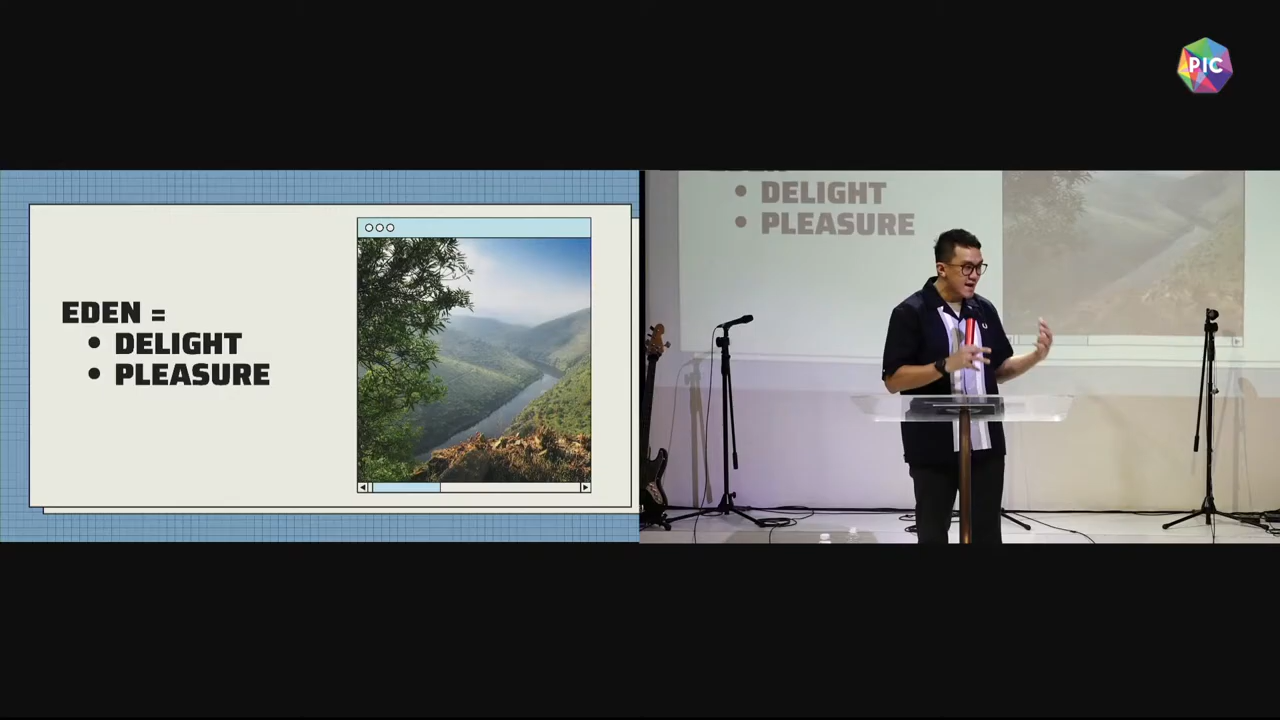 PIC
EDEN =
• DELIGHT
• PLEASURE
• DELIGHT
• PLEASURE